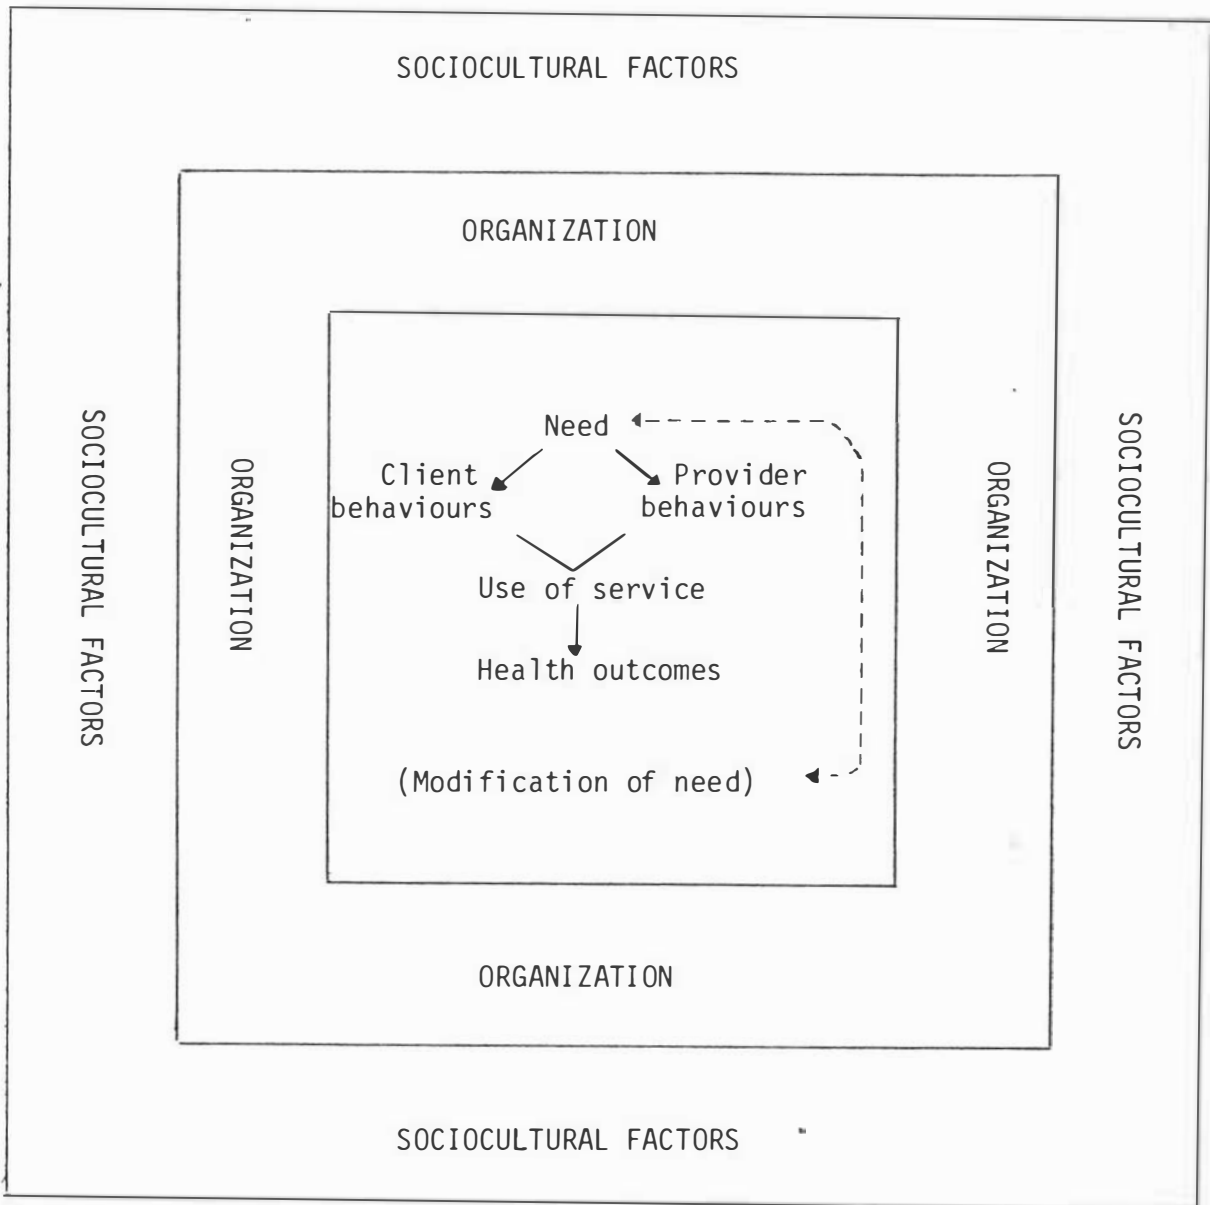 SOCIOCULTURAL FACTORS
ORGANIZATION
SOCIOCULTURAL FACTORS
ORGANIZATION
Need
Client
behaviours
Provider
behaviours
Use of service
Health outcomes
(Modification of need)
ORGANIZATION
SOCIOCULTURAL FACTORS
ORGANIZATION
SOCIOCULTURAL FACTORS